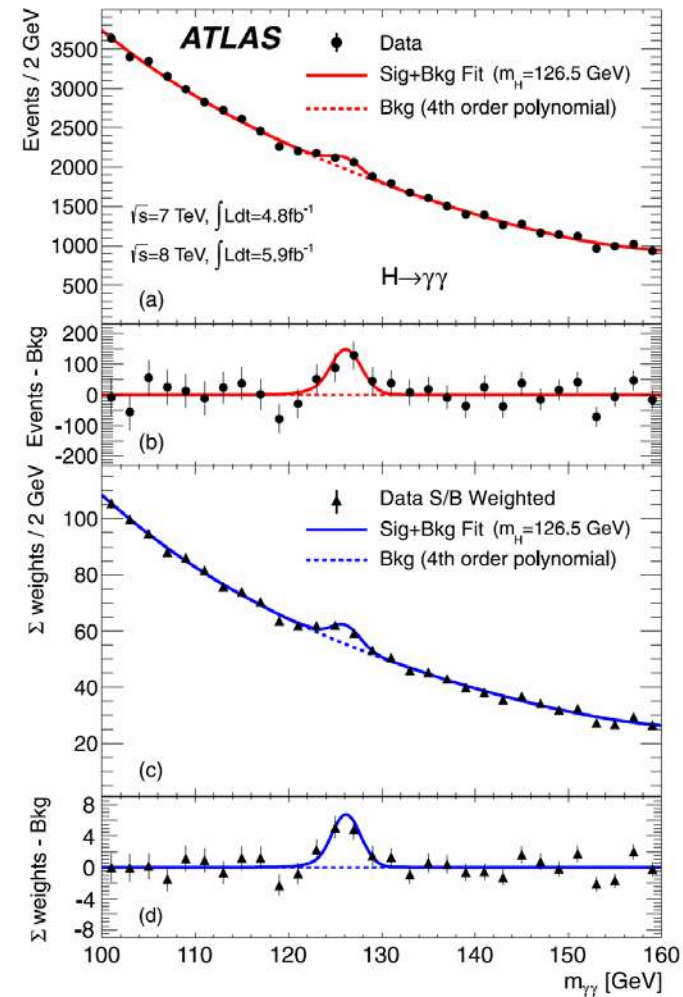 ATLAS
Data
Sig+Bkg Fit (m_H=126.5 GeV)
Bkg (4th order polynomial)
√s=7 TeV, ∫Ldt=4.8fb⁻¹
√s=8 TeV, ∫Ldt=5.9fb⁻¹
H→γγ
(a)
Events / 2 GeV
3500
3000
2500
2000
1500
1000
500
Events - Bkg
200
100
0
-100
-200
(b)
Σ weights / 2 GeV
100
80
60
40
20
Data S/B Weighted
Sig+Bkg Fit (m_H=126.5 GeV)
Bkg (4th order polynomial)
(c)
Σ weights - Bkg
8
4
0
-4
-8
(d)
100 110 120 130 140 150 160
m_γγ [GeV]